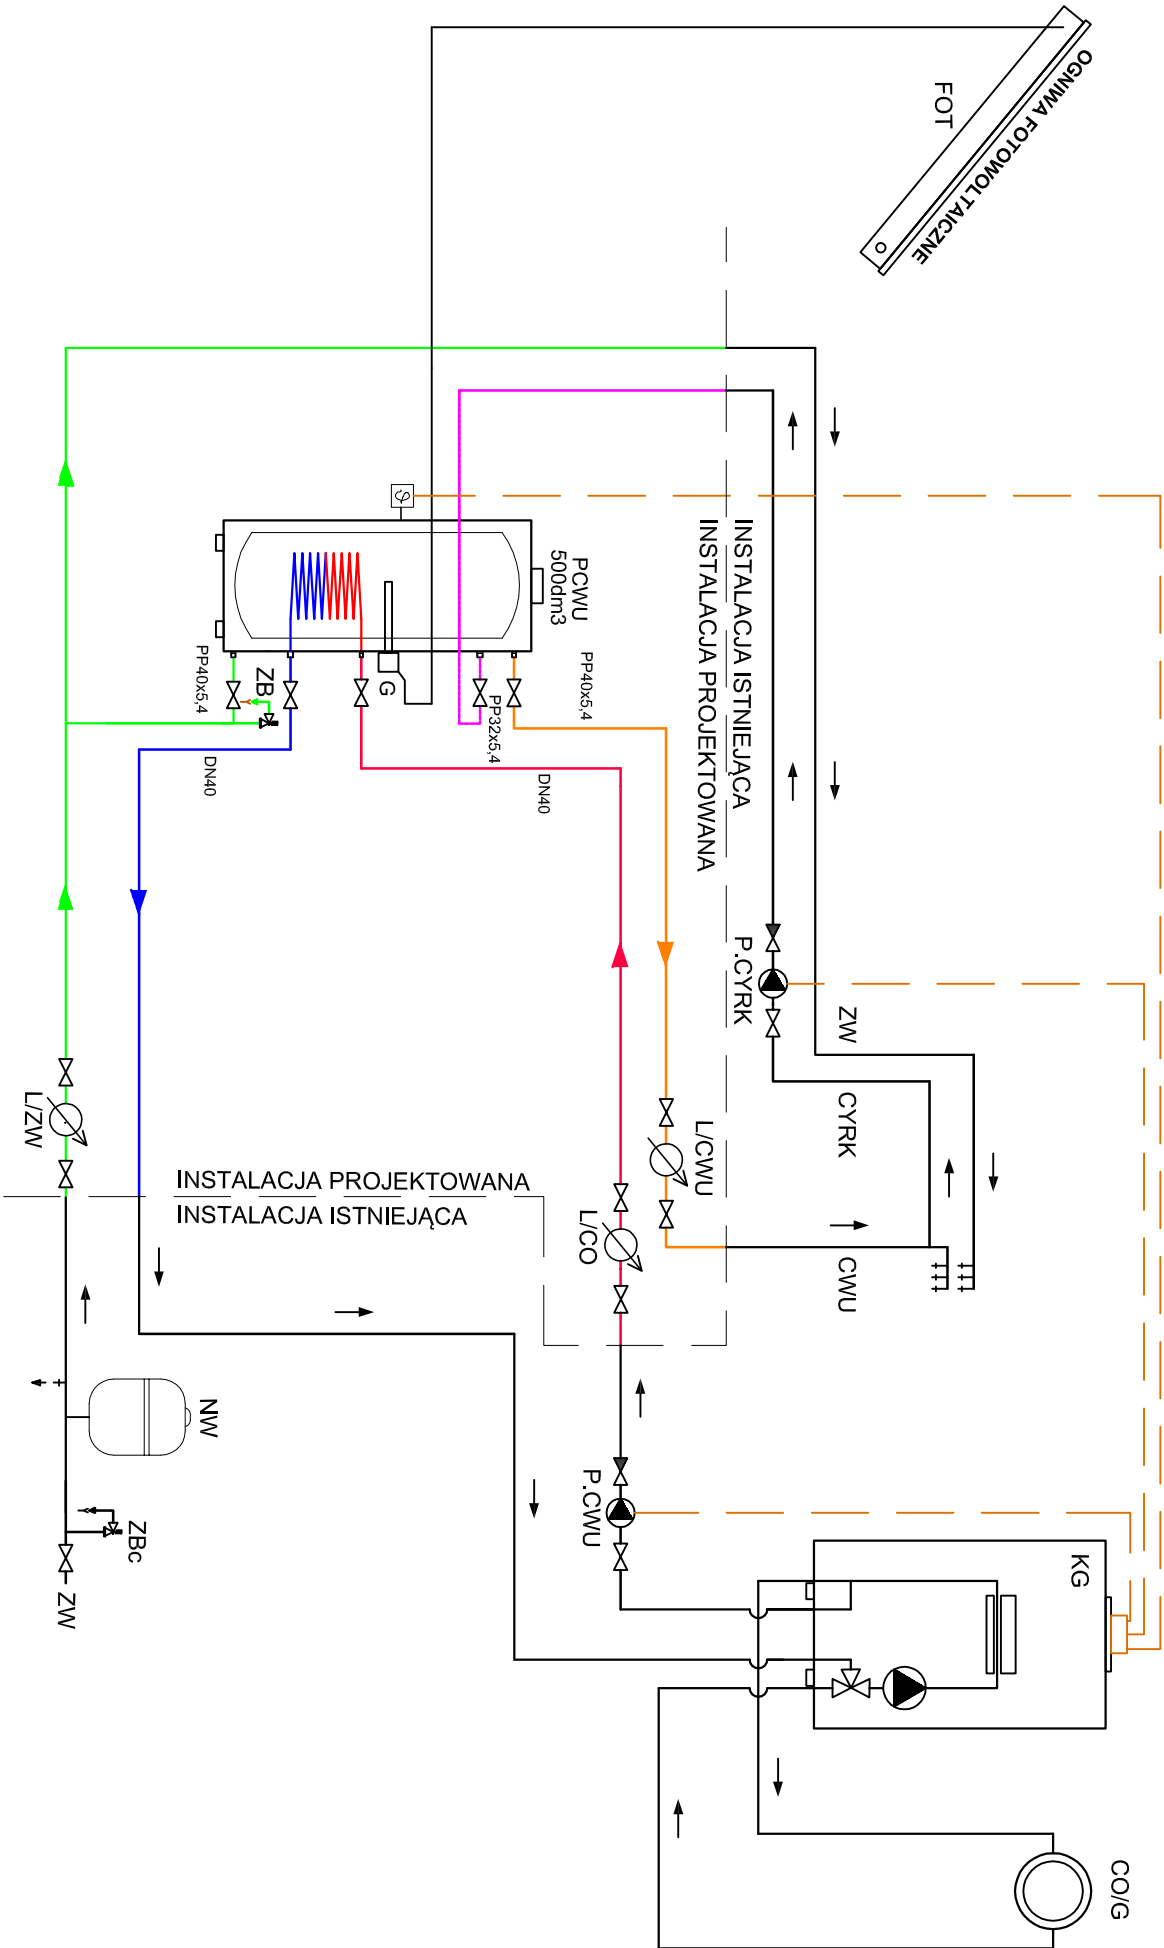 OGNIWA FOTOWOLTAICZNE
FOT
INSTALACJA ISTNIEJĄCA
INSTALACJA PROJEKTOWANA
PCWU
500dm3
PP40x5,4
PP32x5,4
G
ZB
PP40x5,4
DN40
DN40
P.CYRK
ZW
CYRK
L/CWU
CWU
L/ZW
INSTALACJA PROJEKTOWANA
INSTALACJA ISTNIEJĄCA
L/CO
NW
P.CWU
ZBc
ZW
KG
CO/G